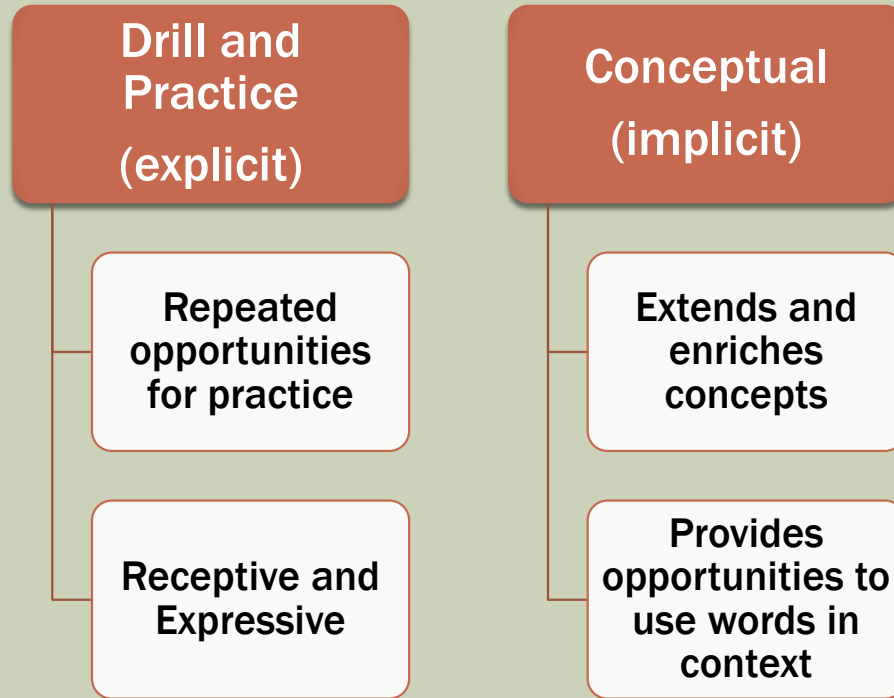 Drill and
Practice
(explicit)
Repeated
opportunities
for practice
Receptive and
Expressive
Conceptual
(implicit)
Extends and
enriches
concepts
Provides
opportunities to
use words in
context